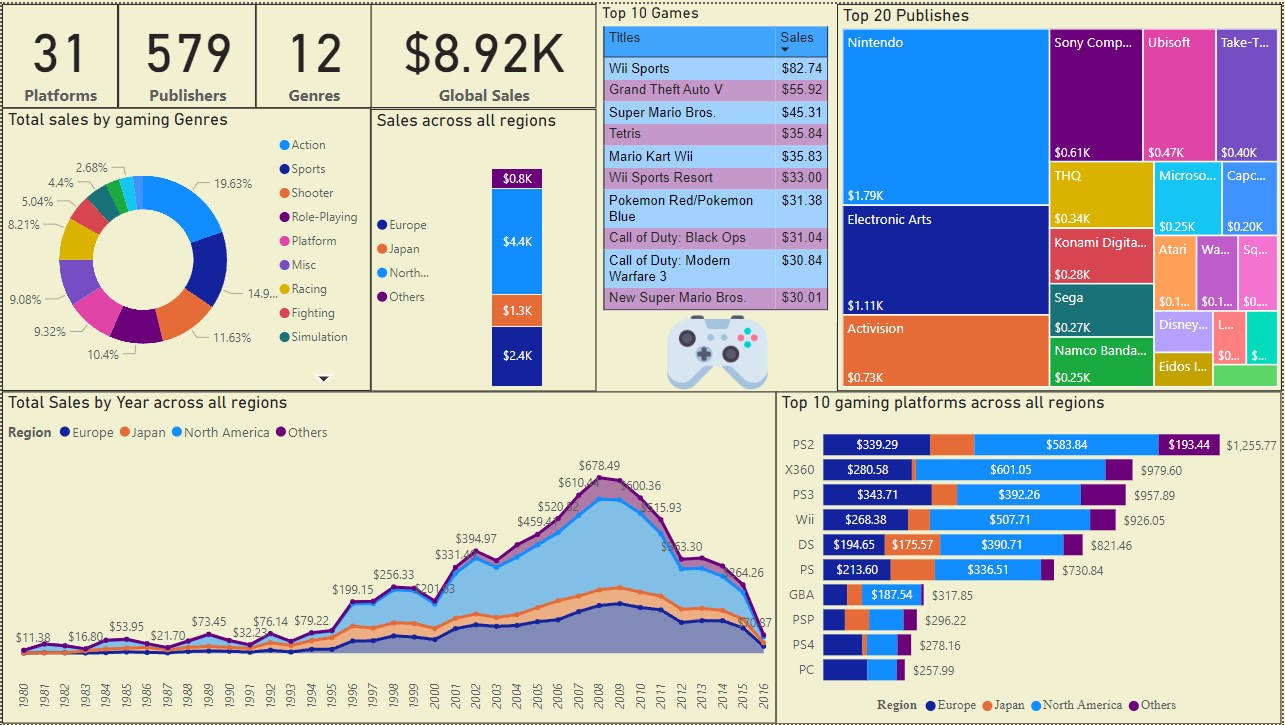 31
Platforms
579
Publishers
12
Genres
$8.92K
Global Sales
Top 10 Games
Titles Sales
Wii Sports $82.74
Grand Theft Auto V $55.92
Super Mario Bros. $45.31
Tetris $35.84
Mario Kart Wii $35.83
Wii Sports Resort $33.00
Pokemon Red/Pokemon
Blue $31.38
Call of Duty: Black Ops $31.04
Call of Duty: Modern
Warfare 3 $30.84
New Super Mario Bros. $30.01
Top 20 Publishes
Nintendo
$1.79K
Electronic Arts
$1.11K
Activision
$0.73K
Sony Comp...
$0.61K
Ubisoft
$0.47K
Take-T...
$0.40K
THQ
$0.34K
Konami Digita...
$0.28K
Sega
$0.27K
Namco Banda...
$0.25K
Microso...
$0.25K
Capc...
$0.20K
Atari
$0.1...
Wa...
$0.1...
Sq...
$0....
Disney...
Eidos I...
L...
$0...
$...
Total sales by gaming Genres
2.68%
4.4%
5.04%
8.21%
9.08%
9.32%
10.4%
11.63%
14.9...
19.63%
Action
Sports
Shooter
Role-Playing
Platform
Misc
Racing
Fighting
Simulation
Sales across all regions
Europe
Japan
North...
Others
$0.8K
$4.4K
$1.3K
$2.4K
Total Sales by Year across all regions
Region Europe Japan North America Others
$11.38
$16.80
$53.95
$21.70
$73.45
$32.23
$76.14
$79.22
$199.15
$256.33
$394.97
$678.49
$600.36
$515.93
1980 1981 1982 1983 1984 1985 1986 1987 1988 1989 1990 1991 1992 1993 1994 1995 1996 1997 1998 1999 2000 2001 2002 2003 2004 2005 2006 2007 2008 2009 2010 2011 2012 2013 2014 2015 2016
Top 10 gaming platforms across all regions
PS2 $339.29 $583.84 $193.44 $1,255.77
X360 $280.58 $601.05 $979.60
PS3 $343.71 $392.26 $957.89
Wii $268.38 $507.71 $926.05
DS $194.65 $175.57 $390.71 $821.46
PS $213.60 $336.51 $730.84
GBA $187.54 $317.85
PSP $296.22
PS4 $278.16
PC $257.99
Region Europe Japan North America Others